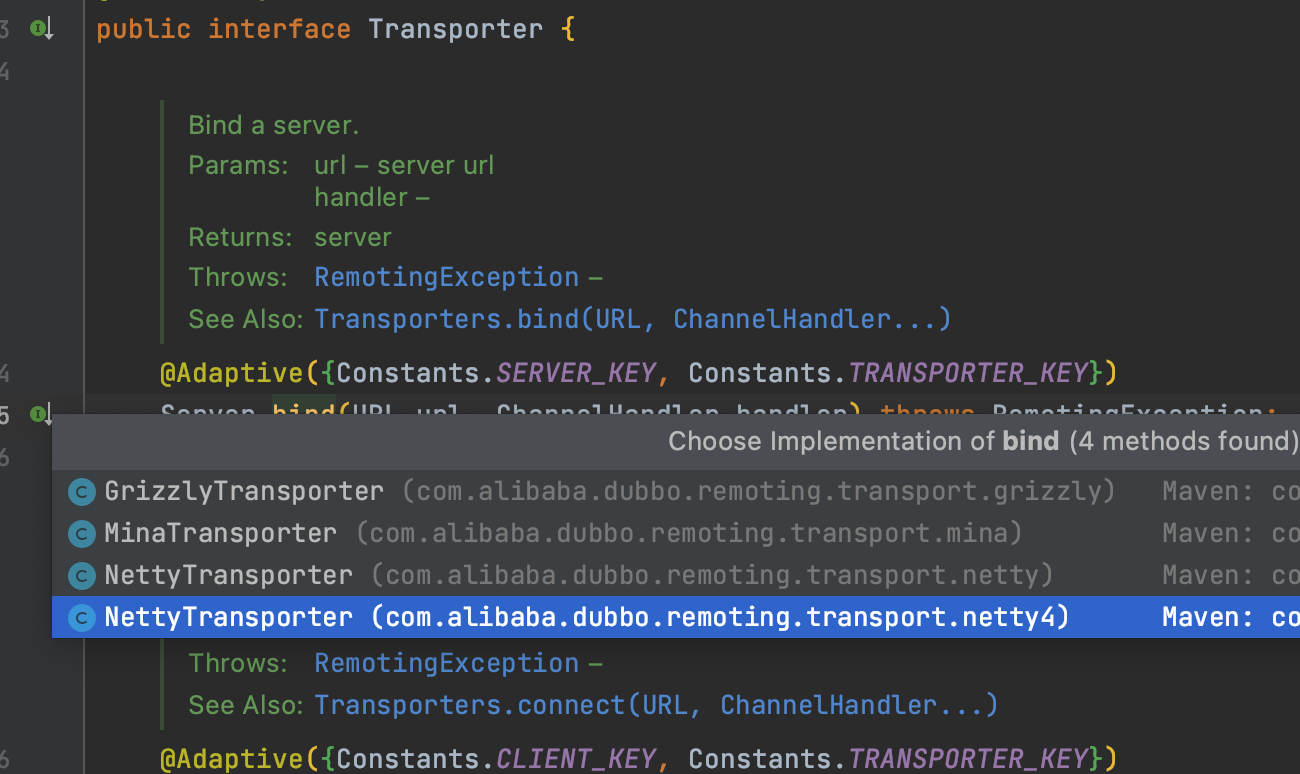 3 public interface Transporter {
4
Bind a server.
Params: url – server url
handler –
Returns: server
Throws: RemotingException –
See Also: Transporters.bind(URL, ChannelHandler...)
4 @Adaptive({Constants.SERVER_KEY, Constants.TRANSPORTER_KEY})
5 Server bind(URL url, ChannelHandler handler) throws RemotingException;
6 Choose Implementation of bind (4 methods found)
C GrizzlyTransporter (com.alibaba.dubbo.remoting.transport.grizzly) Maven: co
C MinaTransporter (com.alibaba.dubbo.remoting.transport.mina) Maven: co
C NettyTransporter (com.alibaba.dubbo.remoting.transport.netty) Maven: co
C NettyTransporter (com.alibaba.dubbo.remoting.transport.netty4) Maven: co
Throws: RemotingException –
See Also: Transporters.connect(URL, ChannelHandler...)
6 @Adaptive({Constants.CLIENT_KEY, Constants.TRANSPORTER_KEY})